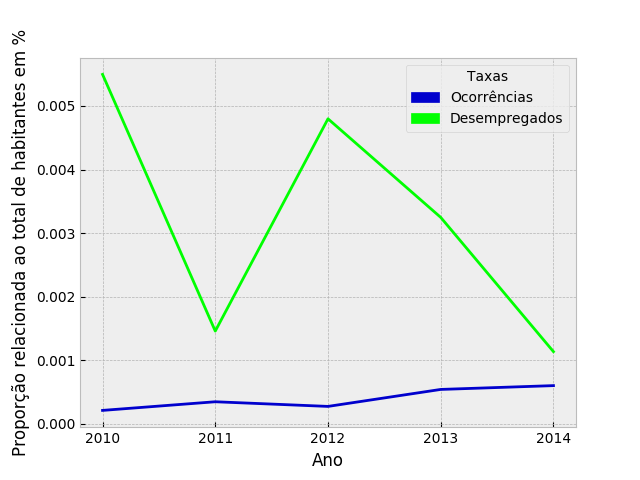 Proporção relacionada ao total de habitantes em %
0.005
0.004
0.003
0.002
0.001
0.000
Taxas
Ocorrências
Desempregados
2010 2011 2012 2013 2014
Ano